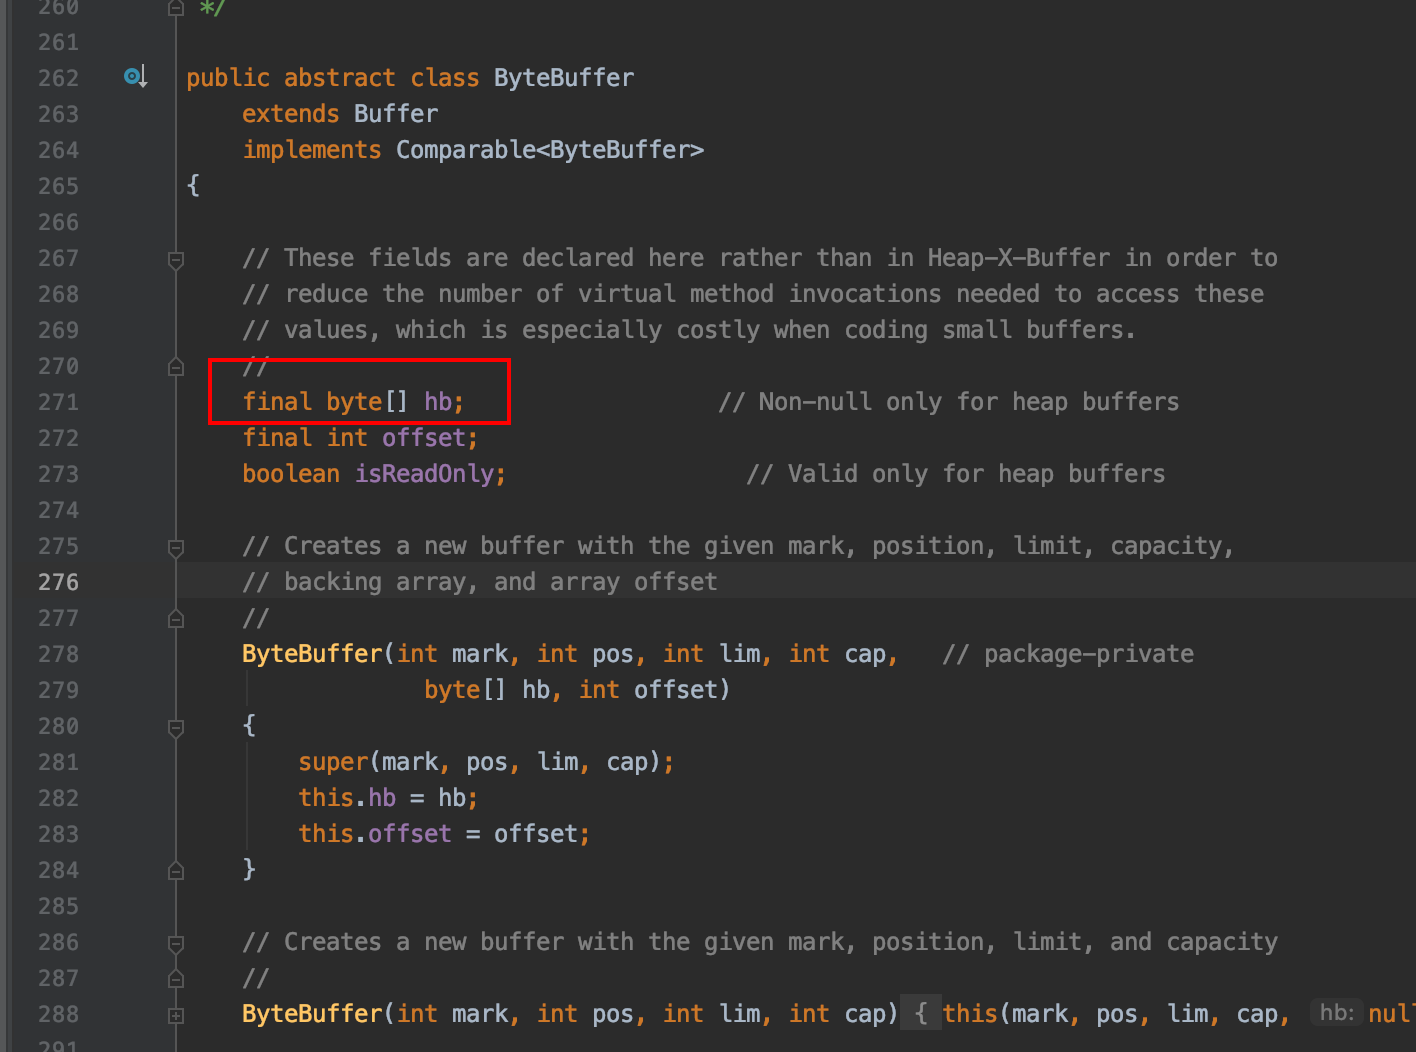 260 */
261
262 public abstract class ByteBuffer
263 extends Buffer
264 implements Comparable<ByteBuffer>
265 {
266
267 // These fields are declared here rather than in Heap-X-Buffer in order to
268 // reduce the number of virtual method invocations needed to access these
269 // values, which is especially costly when coding small buffers.
270 //
271 final byte[] hb; // Non-null only for heap buffers
272 final int offset;
273 boolean isReadOnly; // Valid only for heap buffers
274
275 // Creates a new buffer with the given mark, position, limit, capacity,
276 // backing array, and array offset
277 //
278 ByteBuffer(int mark, int pos, int lim, int cap, // package-private
279 byte[] hb, int offset)
280 {
281 super(mark, pos, lim, cap);
282 this.hb = hb;
283 this.offset = offset;
284 }
285
286 // Creates a new buffer with the given mark, position, limit, and capacity
287 //
288 ByteBuffer(int mark, int pos, int lim, int cap) { this(mark, pos, lim, cap, hb: nul
291